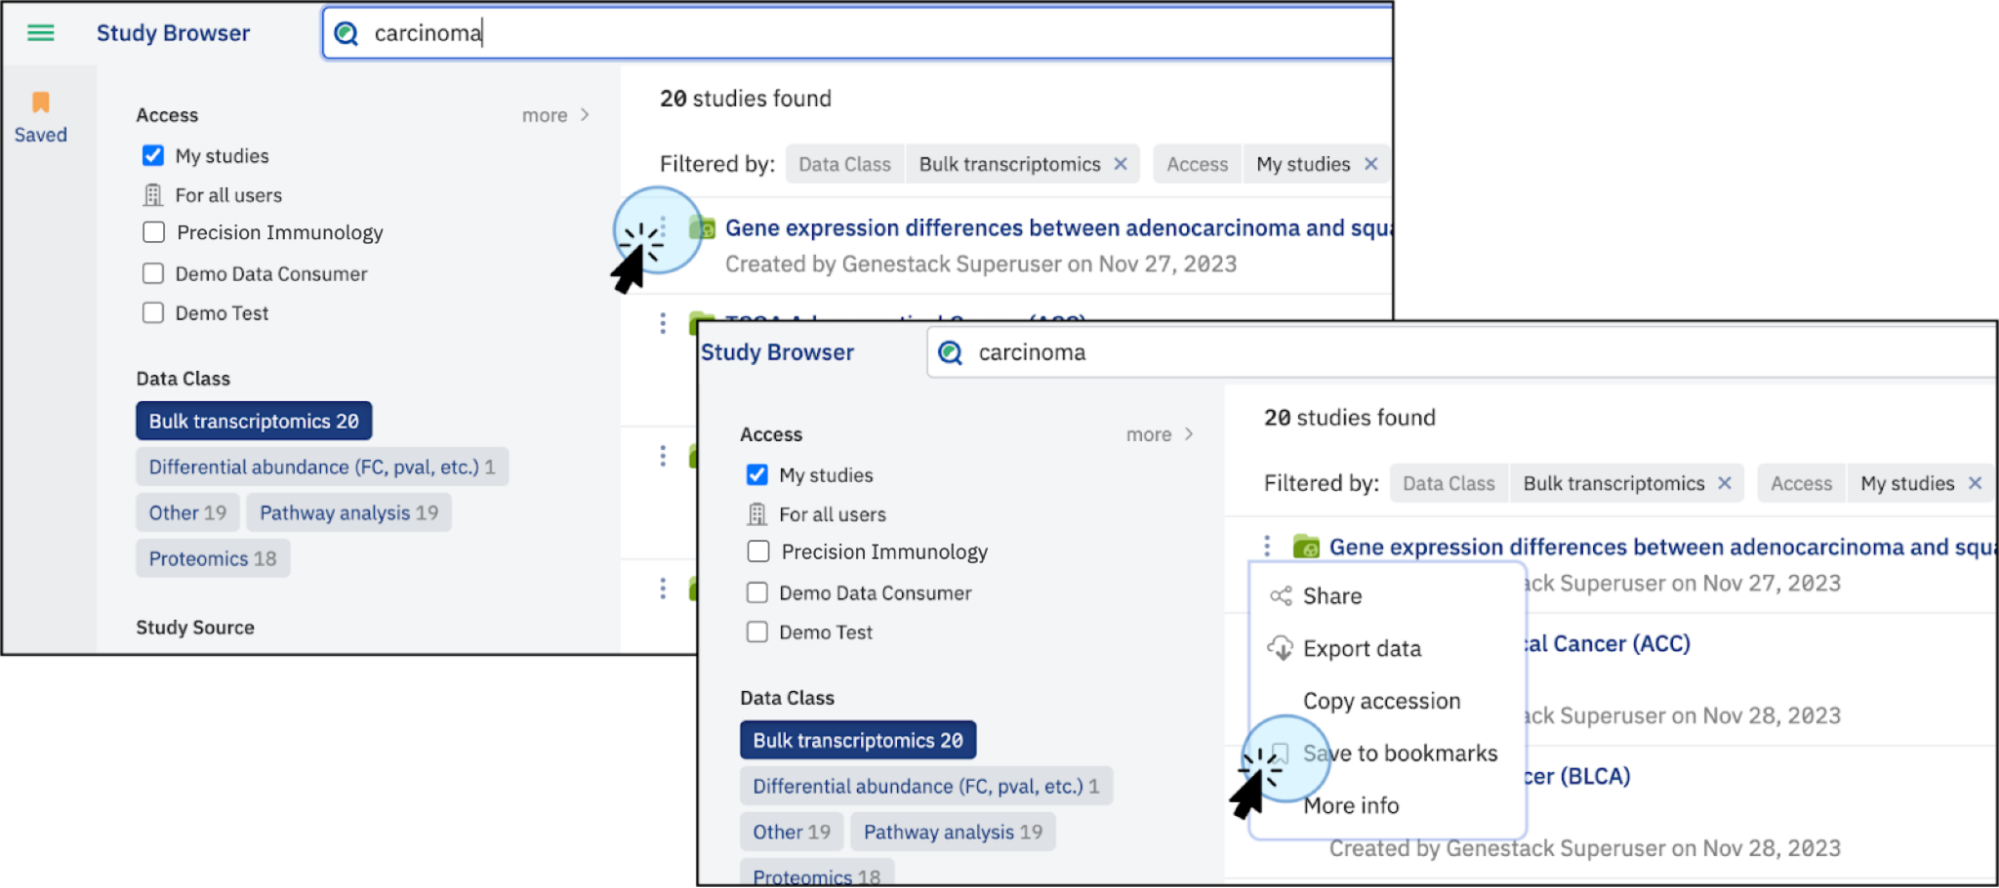 Study Browser
carcinoma
Saved
Access
more
My studies
For all users
Precision Immunology
Demo Data Consumer
Demo Test
Data Class
Bulk transcriptomics 20
Differential abundance (FC, pval, etc.) 1
Other 19 Pathway analysis 19
Proteomics 18
Study Source
20 studies found
Filtered by: Data Class Bulk transcriptomics Access My studies
Gene expression differences between adenocarcinoma and squ
Created by Genestack Superuser on Nov 27, 2023
Study Browser
carcinoma
Access
more
My studies
For all users
Precision Immunology
Demo Data Consumer
Demo Test
Data Class
Bulk transcriptomics 20
Differential abundance (FC, pval, etc.) 1
Other 19 Pathway analysis 19
Proteomics 18
20 studies found
Filtered by: Data Class Bulk transcriptomics Access My studies
Gene expression differences between adenocarcinoma and squ
ack Superuser on Nov 27, 2023
Share
Export data
Copy accession
Save to bookmarks
More info
cal Cancer (ACC)
ack Superuser on Nov 28, 2023
cer (BLCA)
Created by Genestack Superuser on Nov 28, 2023